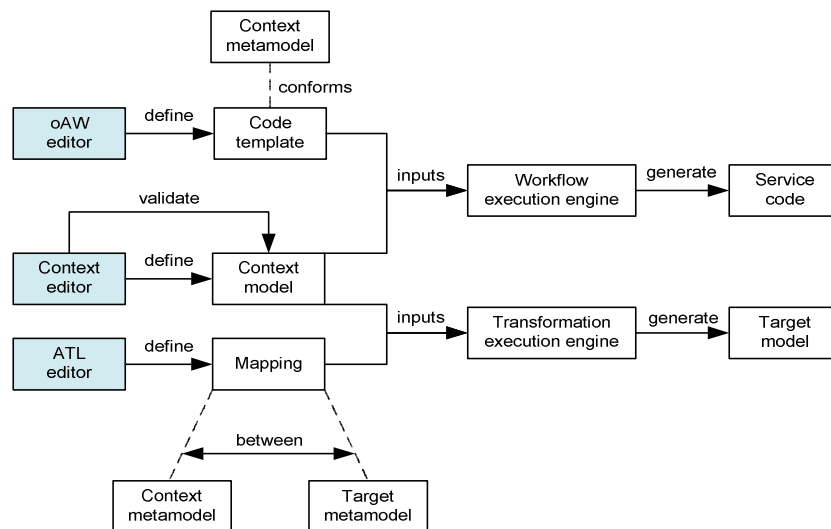 Context
metamodel
conforms
oAW
editor
define
Code
template
inputs
Workflow
execution engine
generate
Service
code
validate
Context
editor
define
Context
model
inputs
Transformation
execution engine
generate
Target
model
ATL
editor
define
Mapping
between
Context
metamodel
Target
metamodel